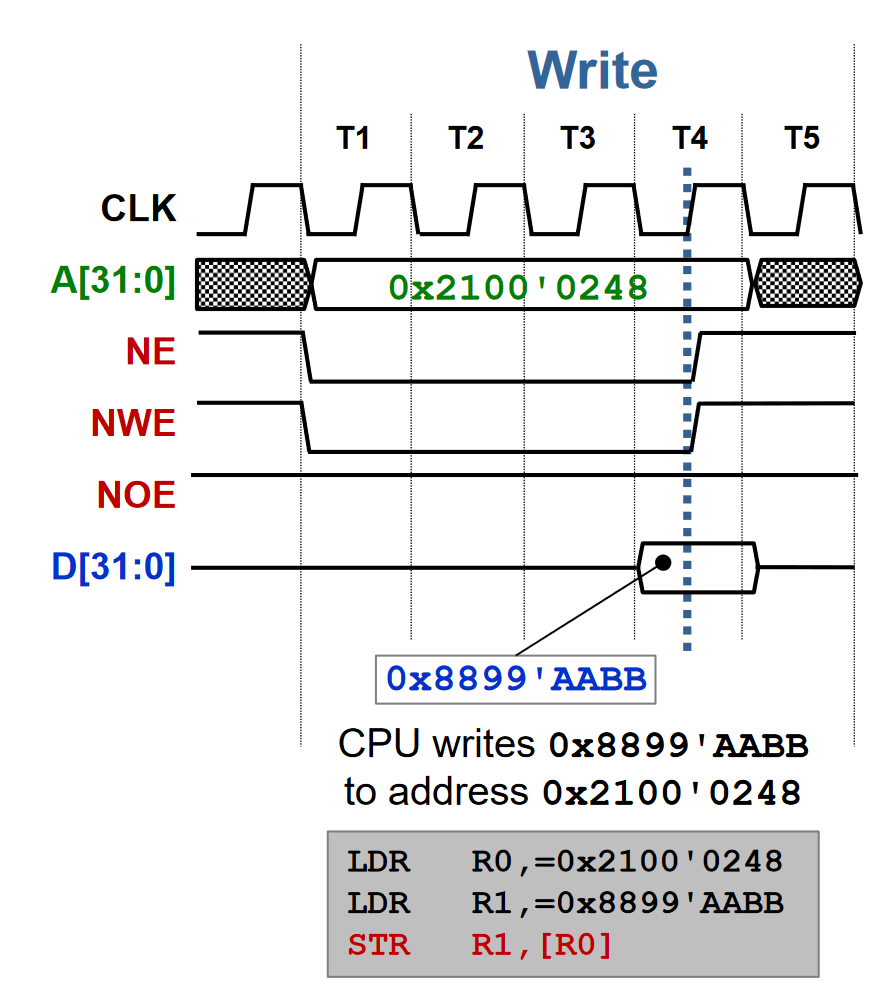 Write
T1 T2 T3 T4 T5
CLK
A[31:0] 0x2100'0248
NE
NWE
NOE
D[31:0]
0x8899'AABB
CPU writes 0x8899'AABB
to address 0x2100'0248
LDR R0,=0x2100'0248
LDR R1,=0x8899'AABB
STR R1,[R0]